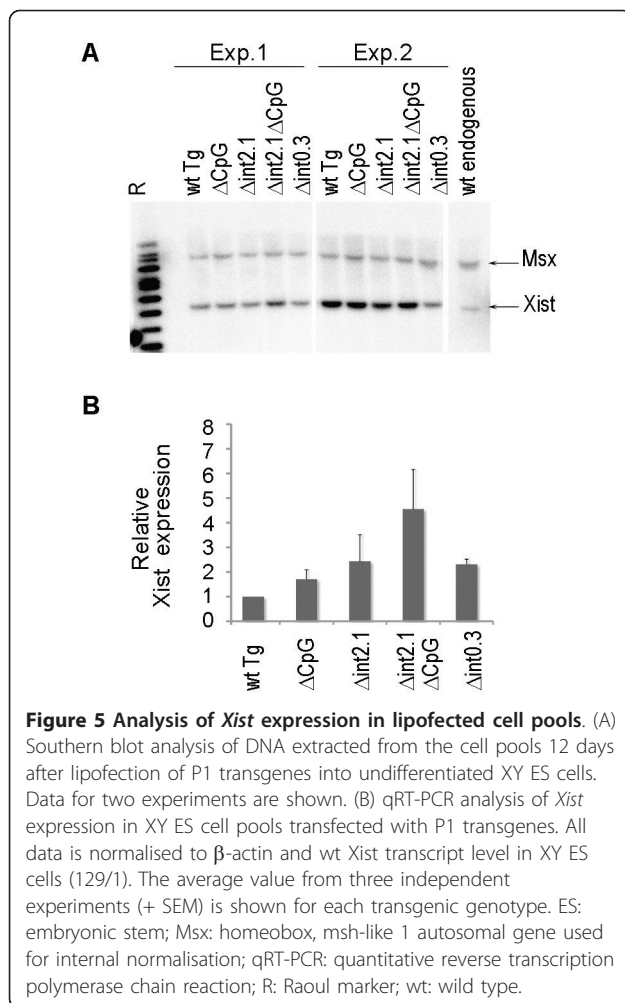 A
Exp.1 Exp.2
R
wt Tg
ΔCpG
Δint2.1
Δint2.1ΔCpG
Δint0.3
wt Tg
ΔCpG
Δint2.1
Δint2.1ΔCpG
Δint0.3
wt endogenous
Msx
Xist
B
Relative
Xist expression
8
7
6
5
4
3
2
1
0
wt Tg
ΔCpG
Δint2.1
Δint2.1
ΔCpG
Δint0.3
Figure 5 Analysis of Xist expression in lipofected cell pools. (A)
Southern blot analysis of DNA extracted from the cell pools 12 days
after lipofection of P1 transgenes into undifferentiated XY ES cells.
Data for two experiments are shown. (B) qRT-PCR analysis of Xist
expression in XY ES cell pools transfected with P1 transgenes. All
data is normalised to β-actin and wt Xist transcript level in XY ES
cells (129/1). The average value from three independent
experiments (+ SEM) is shown for each transgenic genotype. ES:
embryonic stem; Msx: homeobox, msh-like 1 autosomal gene used
for internal normalisation; qRT-PCR: quantitative reverse transcription
polymerase chain reaction; R: Raoul marker; wt: wild type.